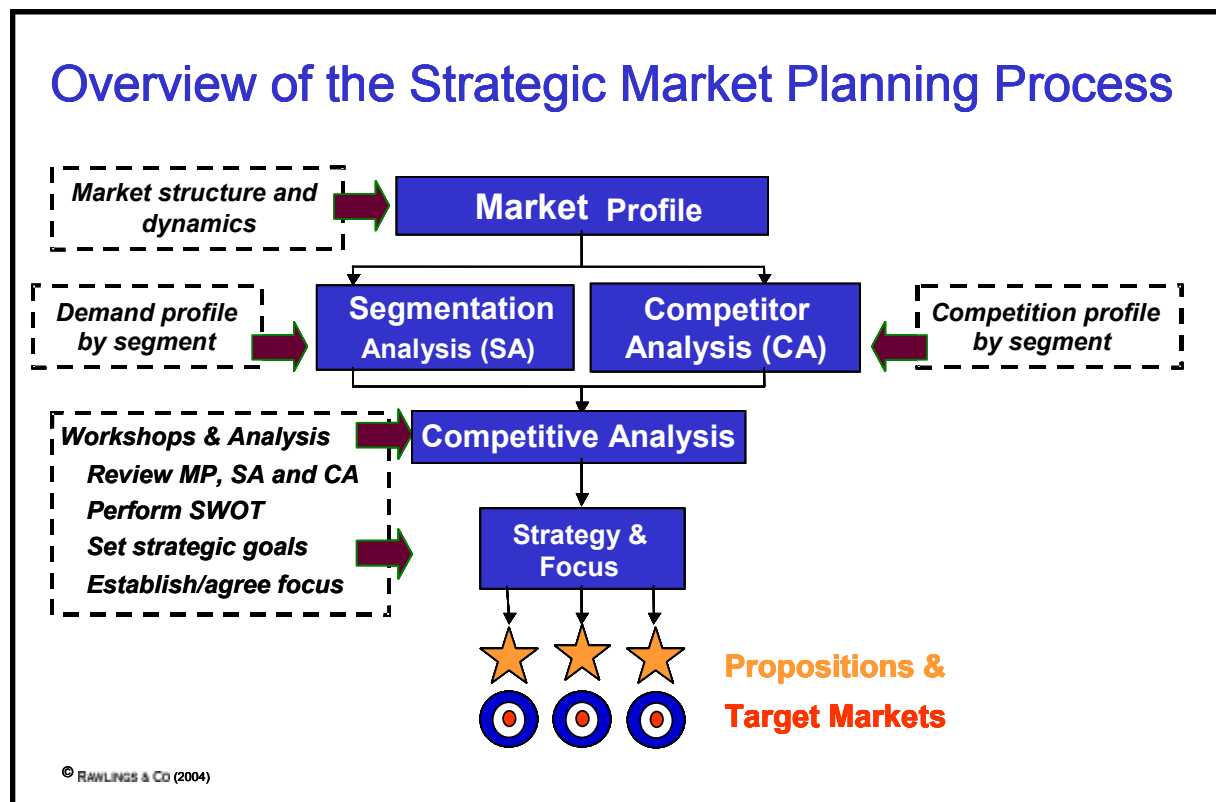 Overview of the Strategic Market Planning Process
Market structure and
dynamics
Market Profile
Demand profile
by segment
Segmentation
Analysis (SA)
Competitor
Analysis (CA)
Competition profile
by segment
Workshops & Analysis
Review MP, SA and CA
Perform SWOT
Set strategic goals
Establish/agree focus
Competitive Analysis
Strategy &
Focus
Propositions &
Target Markets
© RAWLINGS & CO (2004)